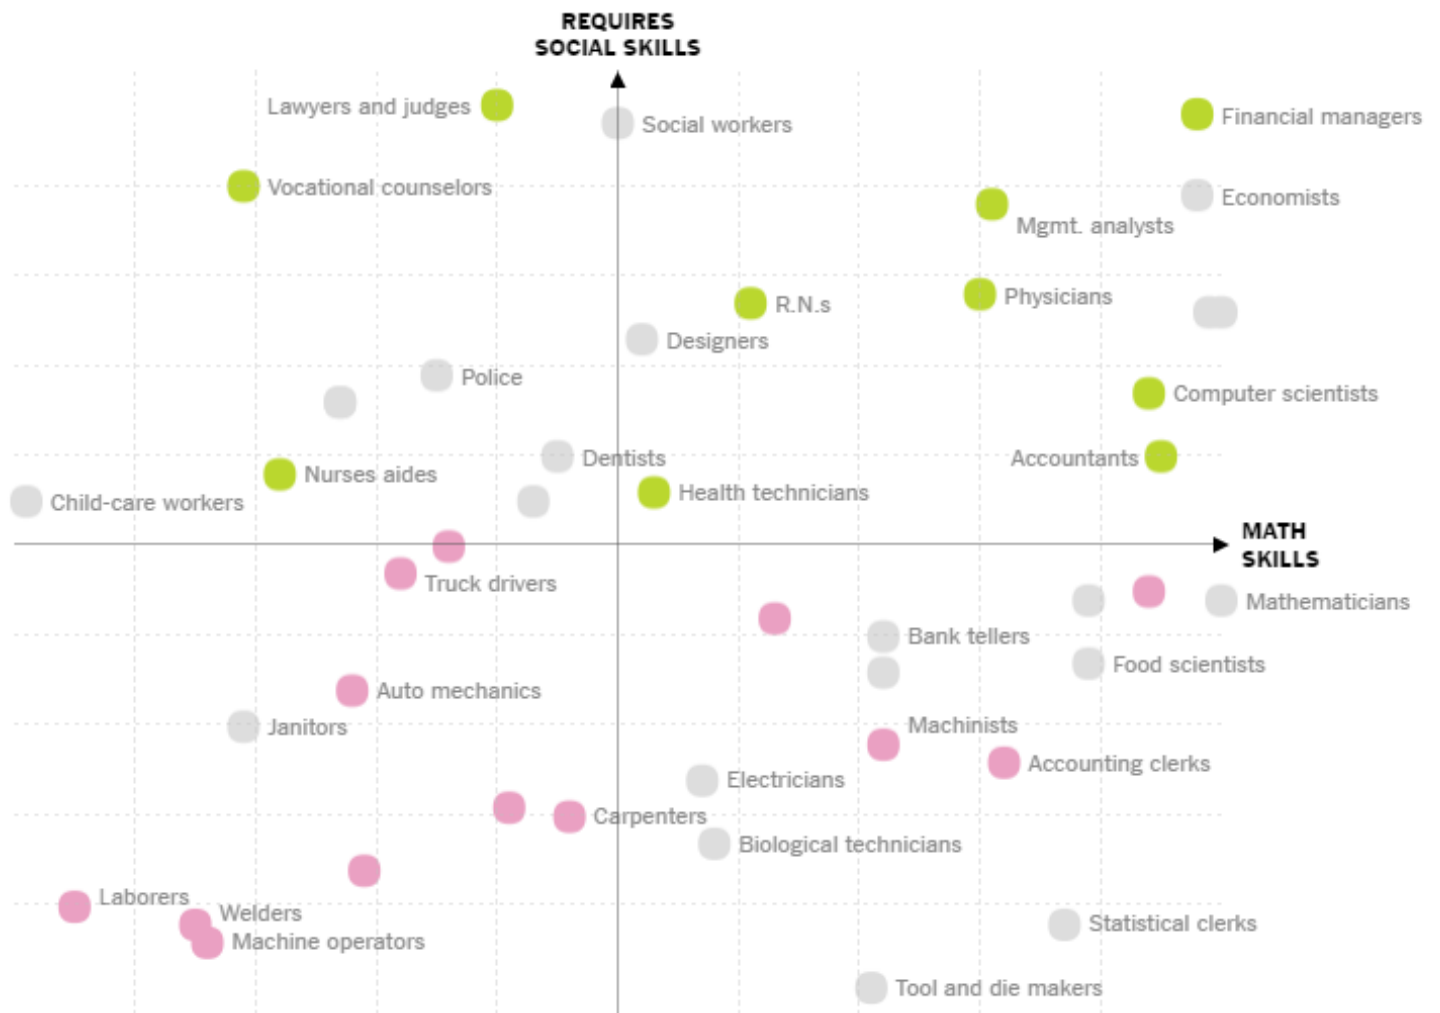 REQUIRES
SOCIAL SKILLS
Lawyers and judges
Social workers
Financial managers
Vocational counselors
Economists
Mgmt. analysts
Physicians
R.N.s
Designers
Police
Computer scientists
Dentists
Accountants
Nurses aides
Health technicians
Child-care workers
MATH
SKILLS
Truck drivers
Mathematicians
Bank tellers
Food scientists
Auto mechanics
Janitors
Machinists
Accounting clerks
Electricians
Carpenters
Biological technicians
Laborers
Welders
Statistical clerks
Machine operators
Tool and die makers